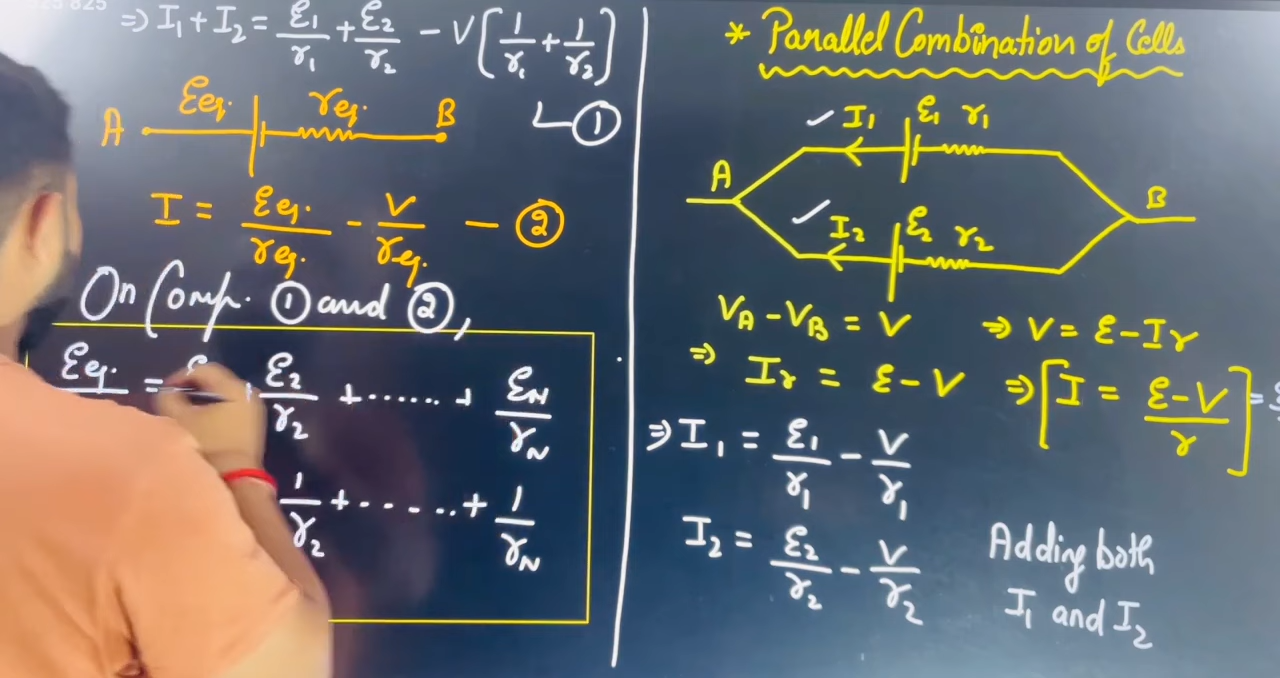 ⇒ I₁ + I₂ = ε₁/r₁ + ε₂/r₂ - V[1/r₁ + 1/r₂]
└ ①
A εeq. req. B
I = εeq./req. - V/req. - ②
On Comp. ① and ②,
εeq. = + ε₂/r₂ + ...... + εN/rN
1/r₂ + ...... + 1/rN
* Parallel Combination of Cells
✓ I₁ ε₁ r₁
A B
✓ I₂ ε₂ r₂
V_A - V_B = V ⇒ V = ε - Ir
⇒ Ir = ε - V ⇒ [I = (ε - V)/r] =
⇒ I₁ = ε₁/r₁ - V/r₁
I₂ = ε₂/r₂ - V/r₂
Adding both
I₁ and I₂